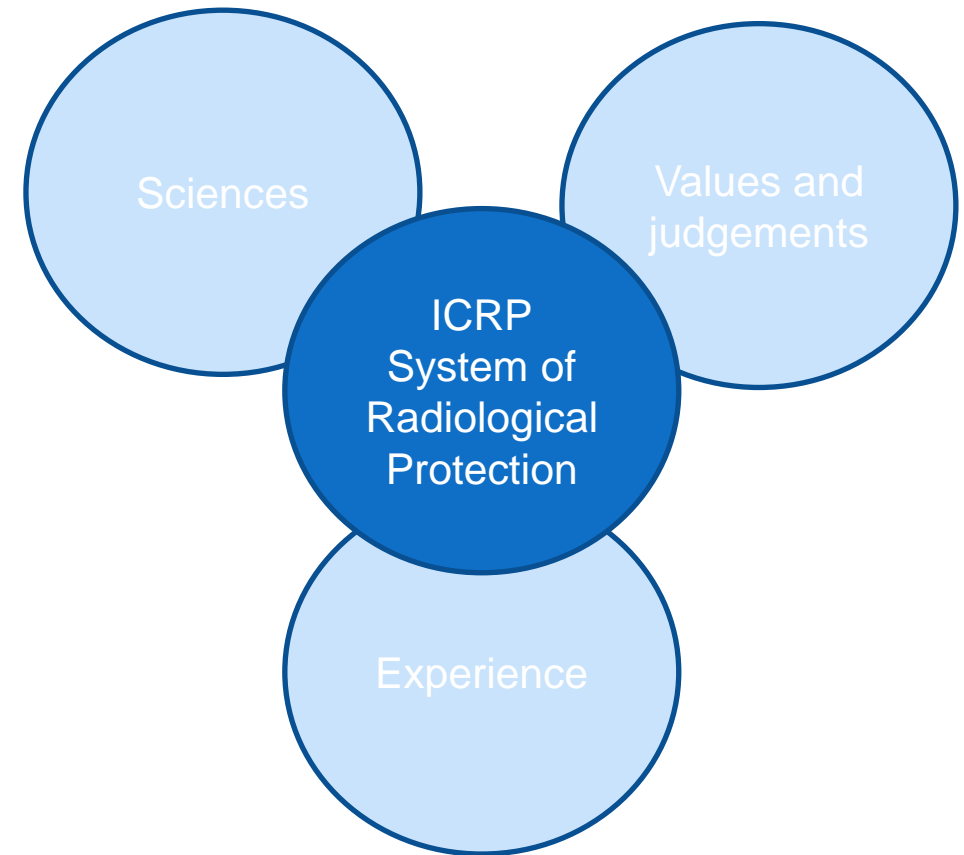 Sciences
Values and
judgements
ICRP
System of
Radiological
Protection
Experience